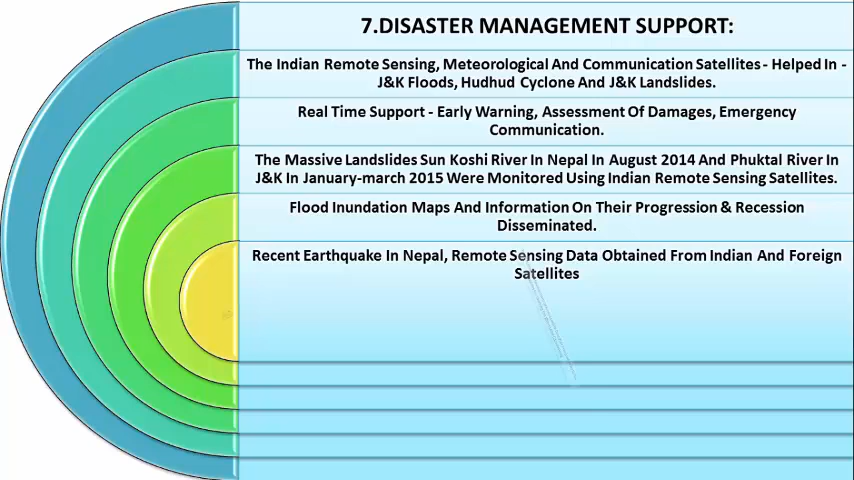 7.DISASTER MANAGEMENT SUPPORT:
The Indian Remote Sensing, Meteorological And Communication Satellites - Helped In -
J&K Floods, Hudhud Cyclone And J&K Landslides.
Real Time Support - Early Warning, Assessment Of Damages, Emergency
Communication.
The Massive Landslides Sun Koshi River In Nepal In August 2014 And Phuktal River In
J&K In January-march 2015 Were Monitored Using Indian Remote Sensing Satellites.
Flood Inundation Maps And Information On Their Progression & Recession
Disseminated.
Recent Earthquake In Nepal, Remote Sensing Data Obtained From Indian And Foreign
Satellites